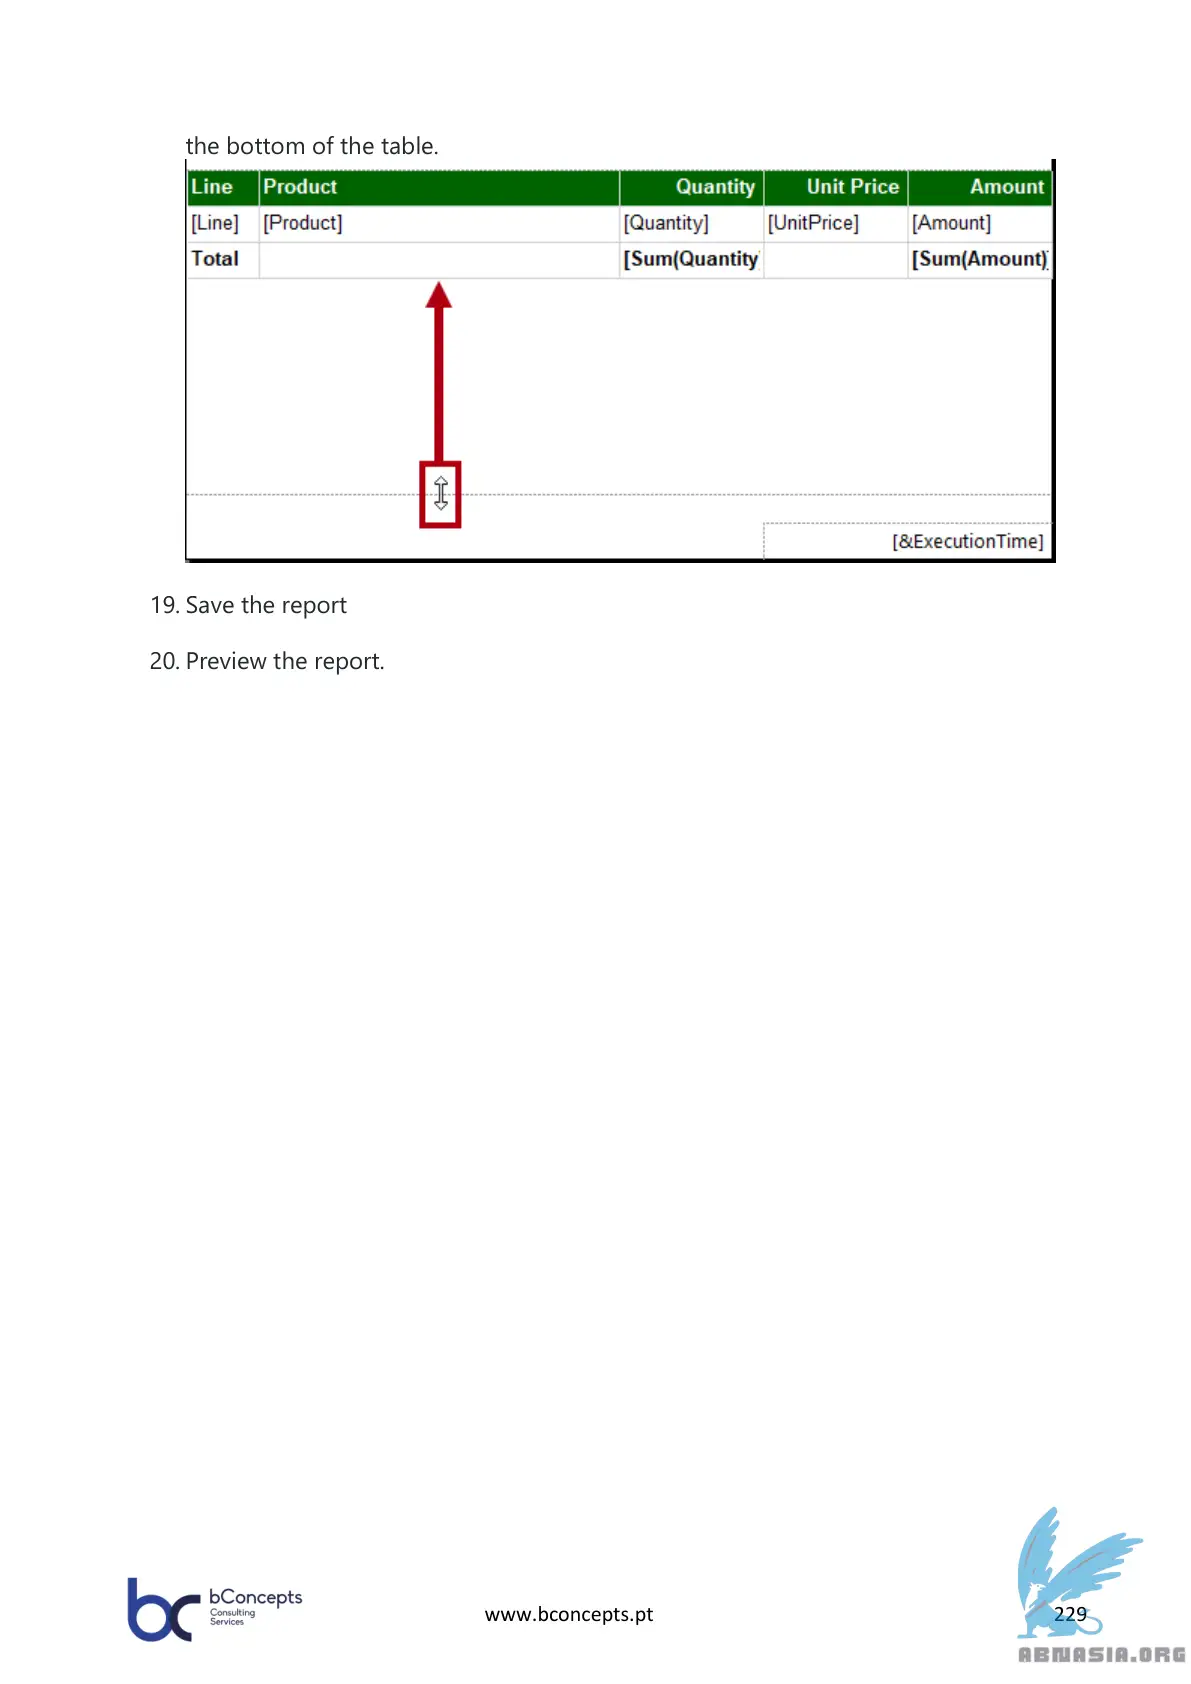 the bottom of the table.
Line Product Quantity Unit Price Amount
[Line] [Product] [Quantity] [UnitPrice] [Amount]
Total [Sum(Quantity) [Sum(Amount)]
[&ExecutionTime]
19. Save the report
20. Preview the report.
bConcepts
Consulting
Services
www.bconcepts.pt
229
ABNASIA.ORG